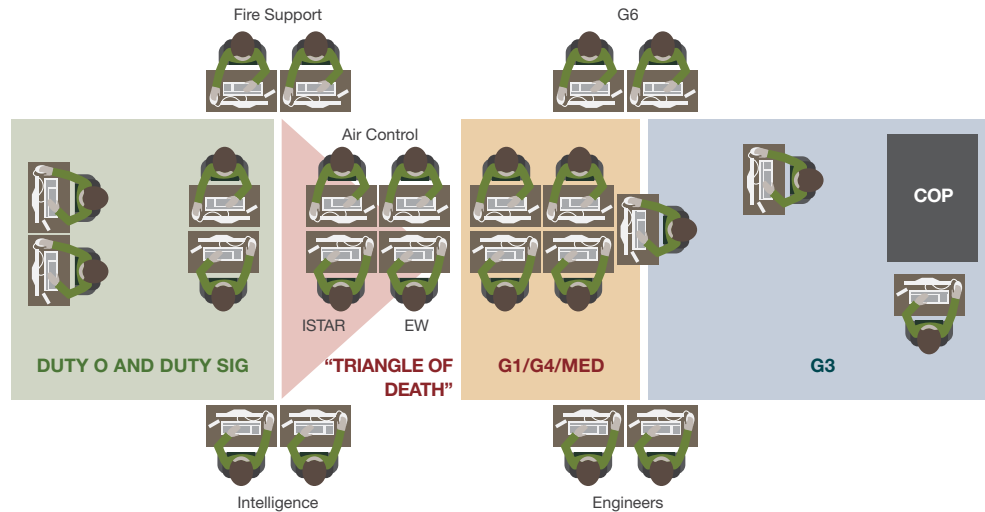 Fire Support
G6
Air Control
COP
ISTAR
EW
DUTY O AND DUTY SIG
“TRIANGLE OF
DEATH”
G1/G4/MED
G3
Intelligence
Engineers